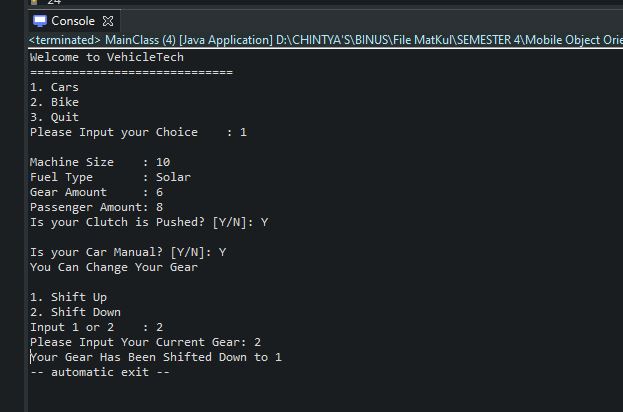 24
Console
<terminated> MainClass (4) [Java Application] D:\CHINTYA'S\BINUS\File MatKul\SEMESTER 4\Mobile Object Orie
Welcome to VehicleTech
=============================
1. Cars
2. Bike
3. Quit
Please Input your Choice    : 1
Machine Size    : 10
Fuel Type       : Solar
Gear Amount     : 6
Passenger Amount: 8
Is your Clutch is Pushed? [Y/N]: Y
Is your Car Manual? [Y/N]: Y
You Can Change Your Gear
1. Shift Up
2. Shift Down
Input 1 or 2    : 2
Please Input Your Current Gear: 2
Your Gear Has Been Shifted Down to 1
-- automatic exit --